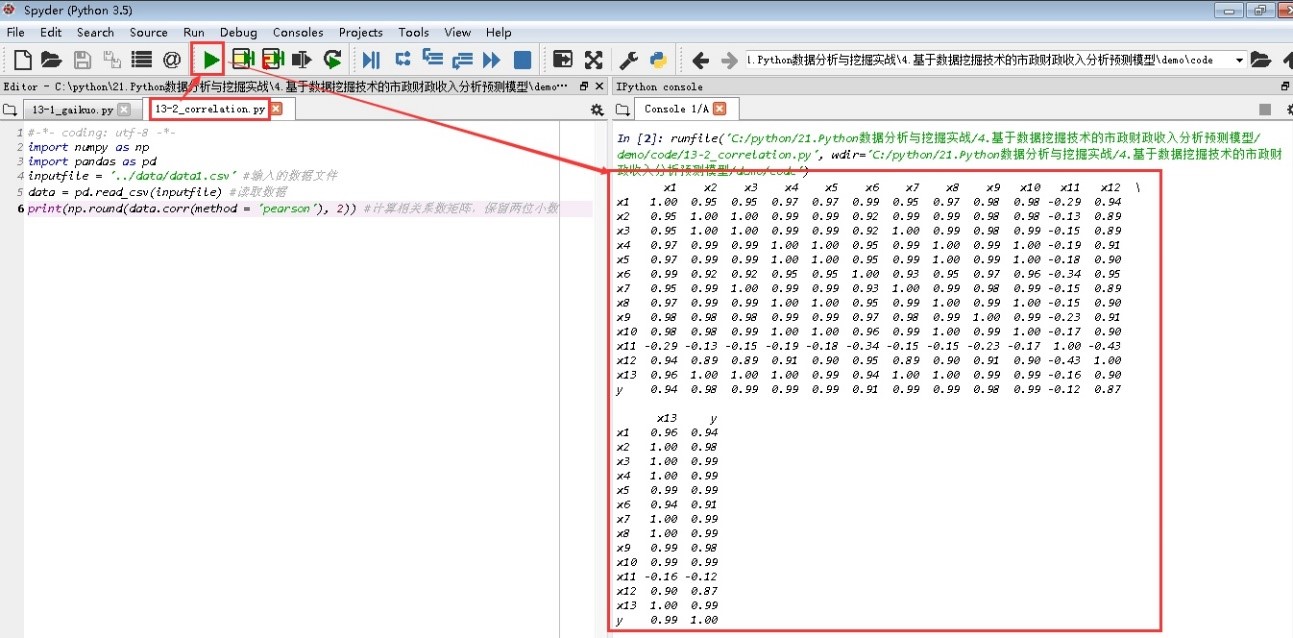 Spyder (Python 3.5)
File Edit Search Source Run Debug Consoles Projects Tools View Help
l.Python数据分析与挖掘实战\4.基于数据挖掘技术的市政财政收入分析预测模型\demo\code
Editor - C:\python\21.Python数据分析与挖掘实战\4.基于数据挖掘技术的市政财政收入分析预测模型\demo…
13-1_gaikuo.py 13-2_correlation.py
1 #-*- coding: utf-8 -*-
2 import numpy as np
3 import pandas as pd
4 inputfile = '../data/data1.csv' #输入的数据文件
5 data = pd.read_csv(inputfile) #读取数据
6 print(np.round(data.corr(method = 'pearson'), 2)) #计算相关系数矩阵，保留两位小数
IPython console
Console 1/A
In [2]: runfile('C:/python/21.Python数据分析与挖掘实战/4.基于数据挖掘技术的市政财政收入分析预测模型/
demo/code/13-2_correlation.py', wdir='C:/python/21.Python数据分析与挖掘实战/4.基于数据挖掘技术的市政财
政收入分析预测模型/demo/code')
x1 x2 x3 x4 x5 x6 x7 x8 x9 x10 x11 x12 \
x1 1.00 0.95 0.95 0.97 0.97 0.99 0.95 0.97 0.98 0.98 -0.29 0.94
x2 0.95 1.00 1.00 0.99 0.99 0.92 0.99 0.99 0.98 0.98 -0.13 0.89
x3 0.95 1.00 1.00 0.99 0.99 0.92 1.00 0.99 0.98 0.99 -0.15 0.89
x4 0.97 0.99 0.99 1.00 1.00 0.95 0.99 1.00 0.99 1.00 -0.19 0.91
x5 0.97 0.99 0.99 1.00 1.00 0.95 0.99 1.00 0.99 1.00 -0.18 0.90
x6 0.99 0.92 0.92 0.95 0.95 1.00 0.93 0.95 0.97 0.96 -0.34 0.95
x7 0.95 0.99 1.00 0.99 0.99 0.93 1.00 0.99 0.98 0.99 -0.15 0.89
x8 0.97 0.99 0.99 1.00 1.00 0.95 0.99 1.00 0.99 1.00 -0.15 0.90
x9 0.98 0.98 0.98 0.99 0.99 0.97 0.98 0.99 1.00 0.99 -0.23 0.91
x10 0.98 0.98 0.99 1.00 1.00 0.96 0.99 1.00 0.99 1.00 -0.17 0.90
x11 -0.29 -0.13 -0.15 -0.19 -0.18 -0.34 -0.15 -0.15 -0.23 -0.17 1.00 -0.43
x12 0.94 0.89 0.89 0.91 0.90 0.95 0.89 0.90 0.91 0.90 -0.43 1.00
x13 0.96 1.00 1.00 1.00 0.99 0.94 1.00 1.00 0.99 0.99 -0.16 0.90
y 0.94 0.98 0.99 0.99 0.99 0.91 0.99 0.99 0.98 0.99 -0.12 0.87
x13 y
x1 0.96 0.94
x2 1.00 0.98
x3 1.00 0.99
x4 1.00 0.99
x5 0.99 0.99
x6 0.94 0.91
x7 1.00 0.99
x8 1.00 0.99
x9 0.99 0.98
x10 0.99 0.99
x11 -0.16 -0.12
x12 0.90 0.87
x13 1.00 0.99
y 0.99 1.00